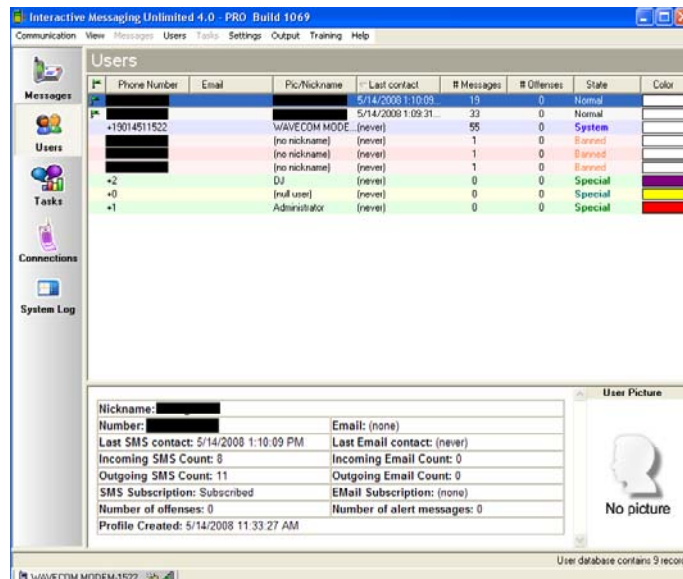 Interactive Messaging Unlimited 4.0 - PRO Build 1069
Communication View Messages Users Tasks Settings Output Training Help
Messages
Users
Tasks
Connections
System Log
Users
Phone Number Email Pic/Nickname Last contact # Messages # Offenses State Color
5/14/2008 1:10:09... 19 0 Normal
5/14/2008 1:09:31... 33 0 Normal
+19014511522 WAVECOM MODE... (never) 55 0 System
(no nickname) (never) 1 0 Banned
(no nickname) (never) 1 0 Banned
(no nickname) (never) 1 0 Banned
+2 DJ (never) 0 0 Special
+0 (null user) (never) 0 0 Special
+1 Administrator (never) 0 0 Special
Nickname:
Number: Email: (none)
Last SMS contact: 5/14/2008 1:10:09 PM Last Email contact: (never)
Incoming SMS Count: 8 Incoming Email Count: 0
Outgoing SMS Count: 11 Outgoing Email Count: 0
SMS Subscription: Subscribed EMail Subscription: (none)
Number of offenses: 0 Number of alert messages: 0
Profile Created: 5/14/2008 11:33:27 AM
User Picture
No picture
User database contains 9 recor
WAVECOM MODEM-1522